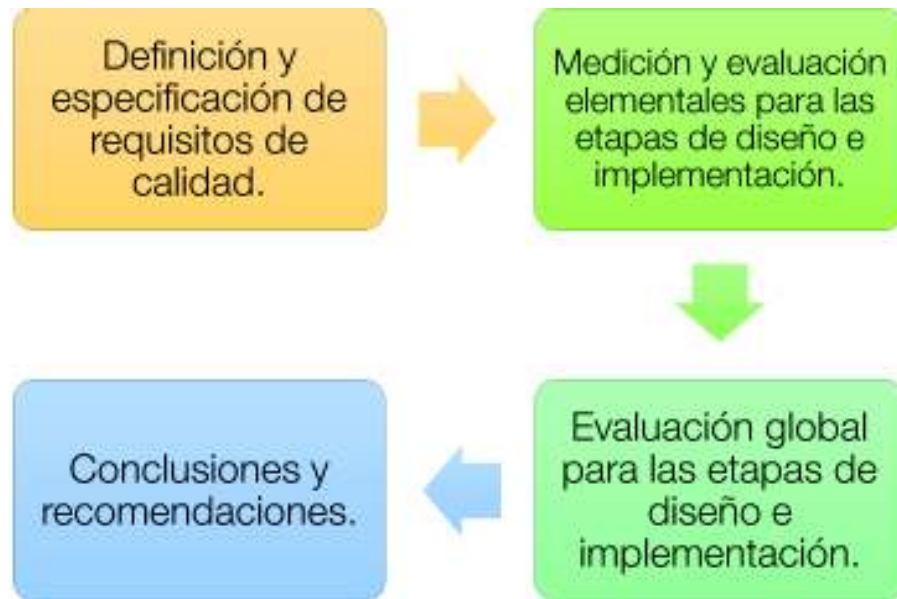 Definición y
especificación de
requisitos de
calidad.
Medición y evaluación
elementales para las
etapas de diseño e
implementación.
Evaluación global
para las etapas de
diseño e
implementación.
Conclusiones y
recomendaciones.